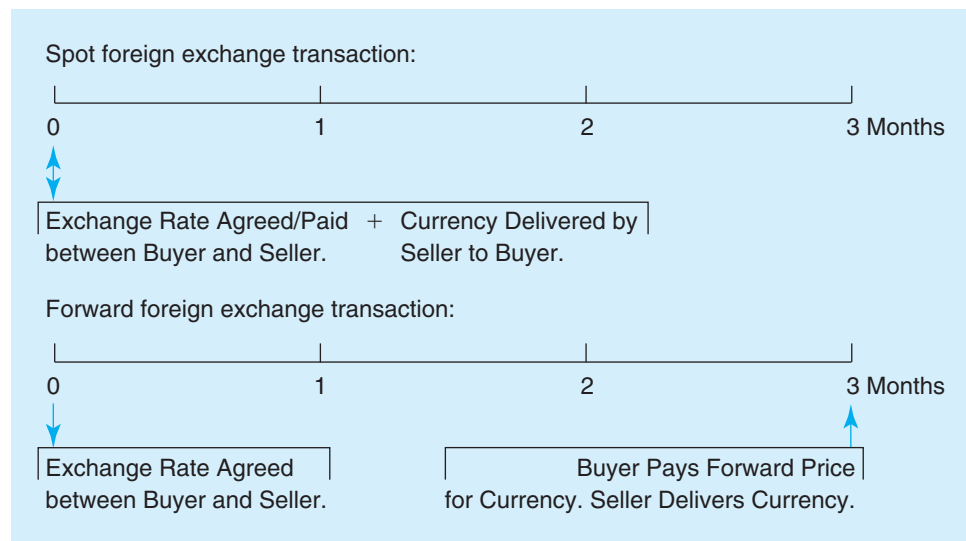 Spot foreign exchange transaction:
0 1 2 3 Months
Exchange Rate Agreed/Paid + Currency Delivered by
between Buyer and Seller. Seller to Buyer.
Forward foreign exchange transaction:
0 1 2 3 Months
Exchange Rate Agreed Buyer Pays Forward Price
between Buyer and Seller. for Currency. Seller Delivers Currency.